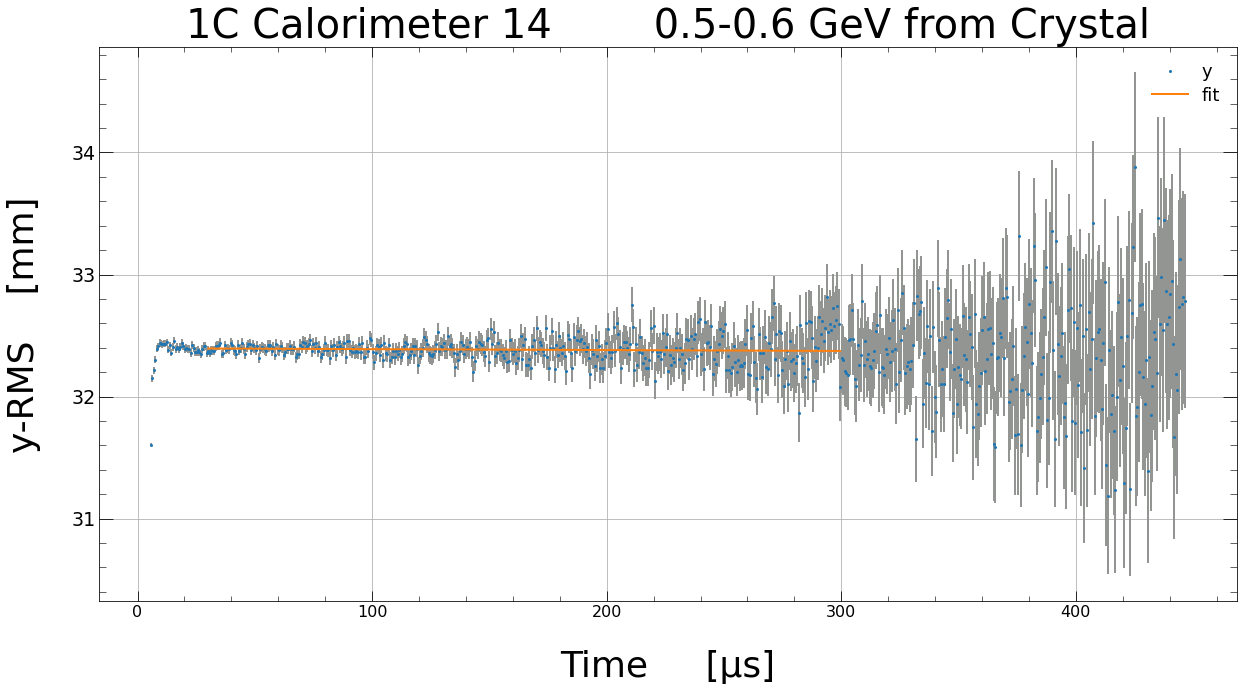 1C Calorimeter 14 0.5-0.6 GeV from Crystal
y
fit
34
33
32
31
y-RMS [mm]
0 100 200 300 400
Time [μs]